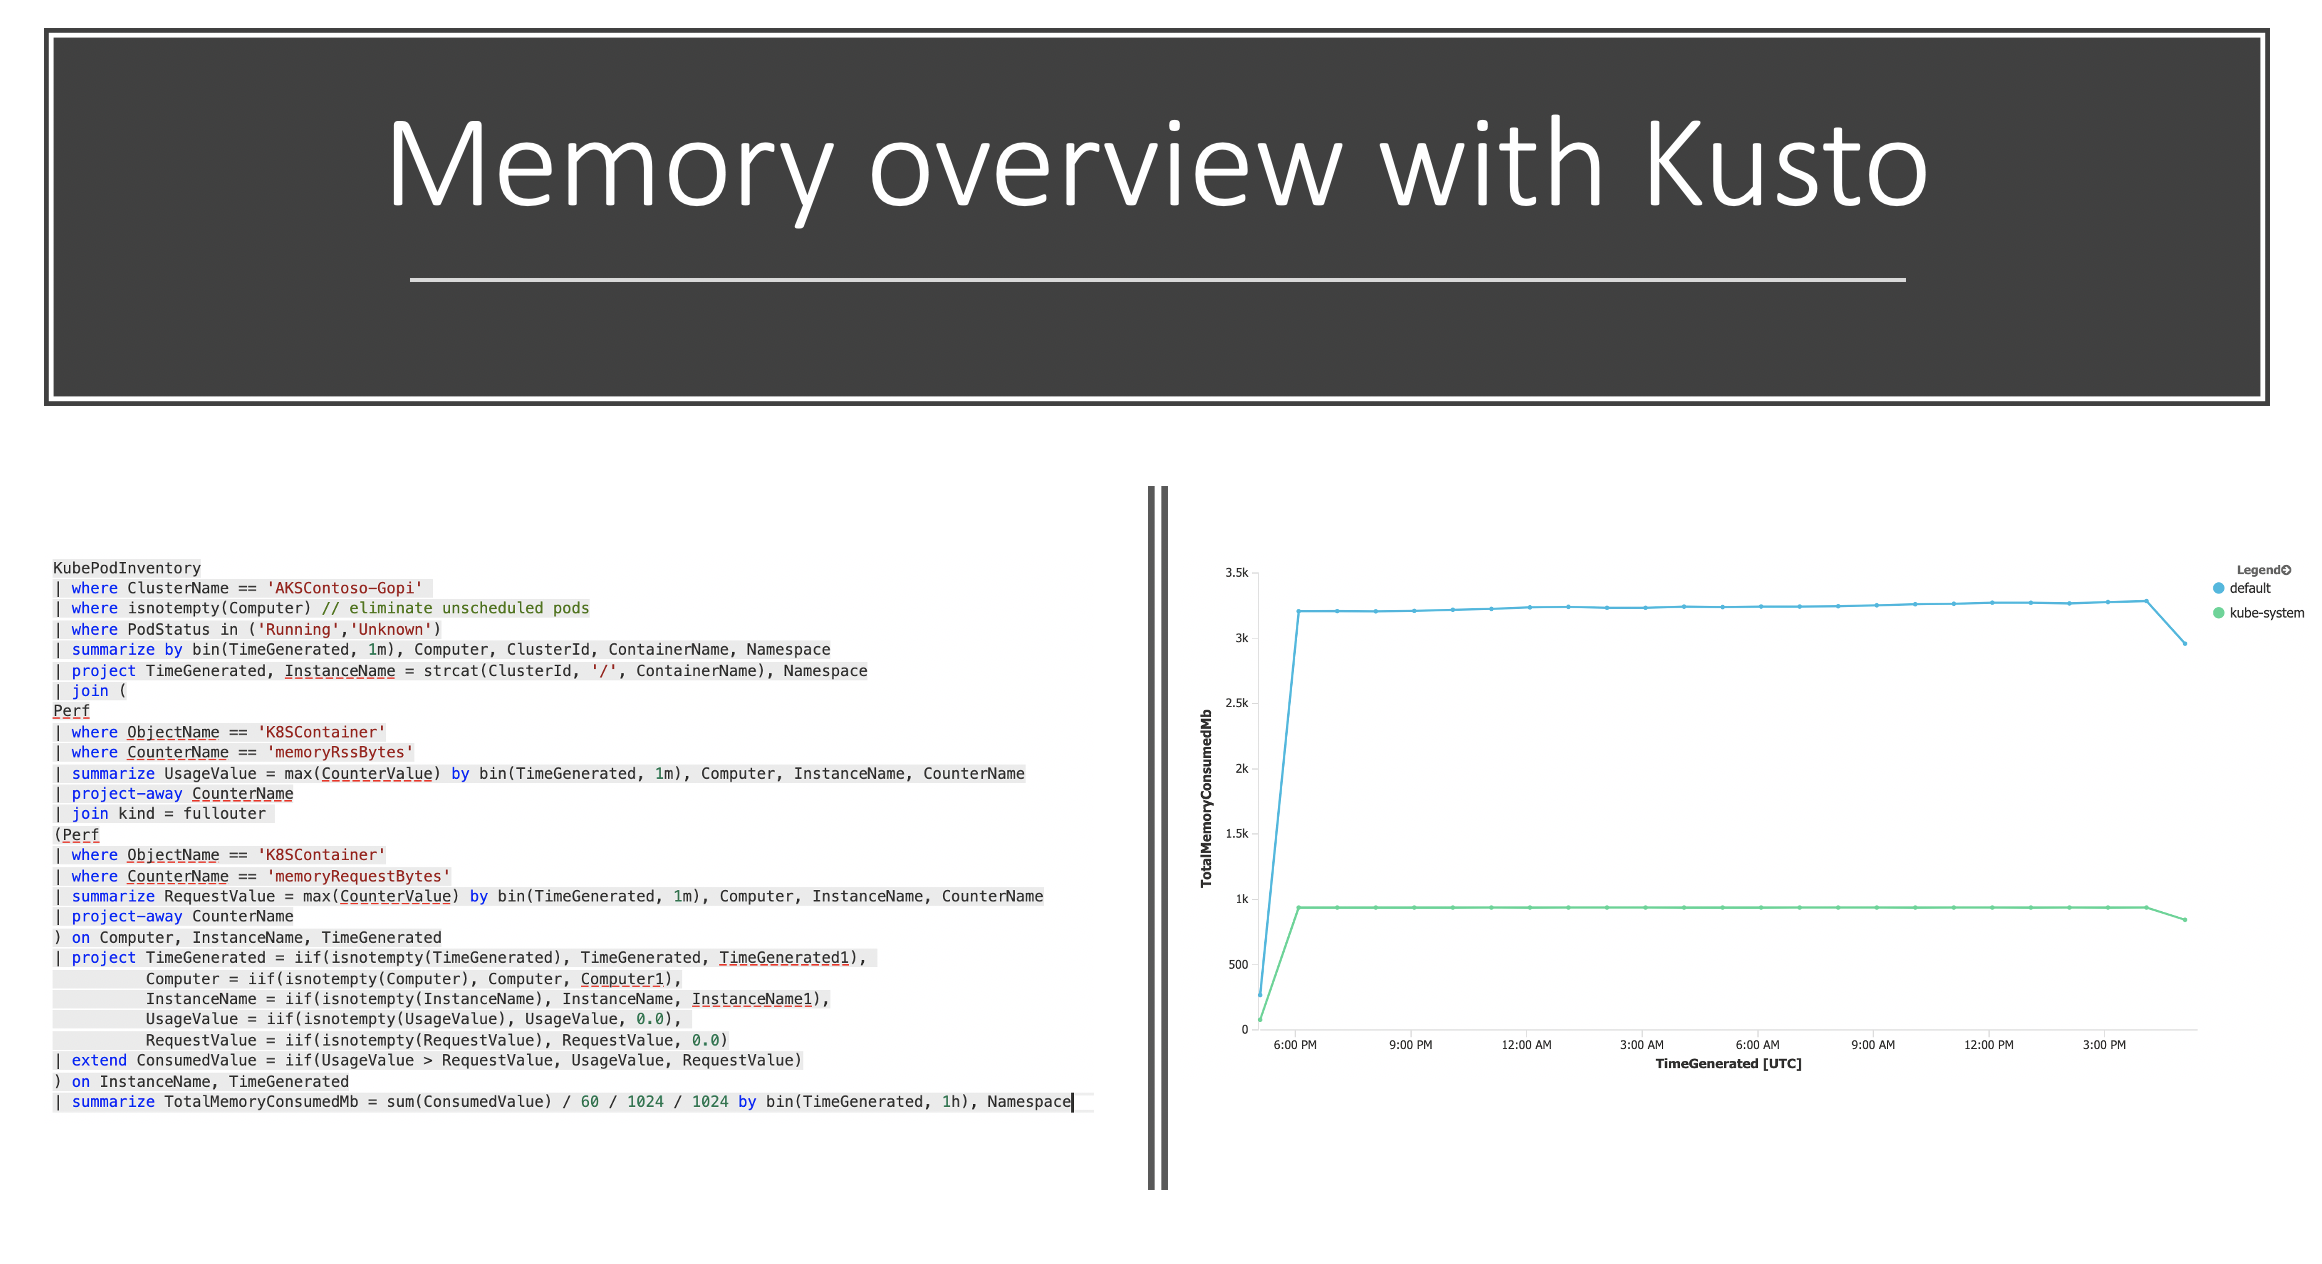 Memory overview with Kusto
KubePodInventory
| where ClusterName == 'AKSContoso-Gopi'
| where isnotempty(Computer) // eliminate unscheduled pods
| where PodStatus in ('Running','Unknown')
| summarize by bin(TimeGenerated, 1m), Computer, ClusterId, ContainerName, Namespace
| project TimeGenerated, InstanceName = strcat(ClusterId, '/', ContainerName), Namespace
| join (
Perf
| where ObjectName == 'K8SContainer'
| where CounterName == 'memoryRssBytes'
| summarize UsageValue = max(CounterValue) by bin(TimeGenerated, 1m), Computer, InstanceName, CounterName
| project-away CounterName
| join kind = fullouter
(Perf
| where ObjectName == 'K8SContainer'
| where CounterName == 'memoryRequestBytes'
| summarize RequestValue = max(CounterValue) by bin(TimeGenerated, 1m), Computer, InstanceName, CounterName
| project-away CounterName
) on Computer, InstanceName, TimeGenerated
| project TimeGenerated = iif(isnotempty(TimeGenerated), TimeGenerated, TimeGenerated1),
Computer = iif(isnotempty(Computer), Computer, Computer1),
InstanceName = iif(isnotempty(InstanceName), InstanceName, InstanceName1),
UsageValue = iif(isnotempty(UsageValue), UsageValue, 0.0),
RequestValue = iif(isnotempty(RequestValue), RequestValue, 0.0)
| extend ConsumedValue = iif(UsageValue > RequestValue, UsageValue, RequestValue)
) on InstanceName, TimeGenerated
| summarize TotalMemoryConsumedMb = sum(ConsumedValue) / 60 / 1024 / 1024 by bin(TimeGenerated, 1h), Namespace
TotalMemoryConsumedMb
3.5k
3k
2.5k
2k
1.5k
1k
500
0
6:00 PM 9:00 PM 12:00 AM 3:00 AM 6:00 AM 9:00 AM 12:00 PM 3:00 PM
TimeGenerated [UTC]
Legend
default
kube-system